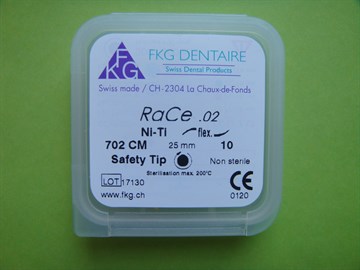 FKG
FKG DENTAIRE
Swiss Dental Products
Swiss made / CH-2304 La Chaux-de-Fonds
RaCe .02
Ni-Ti flex.
702 CM 25 mm 10
Safety Tip Non sterile
Sterilisation max. 200°C
LOT 17130
www.fkg.ch
CE
0120